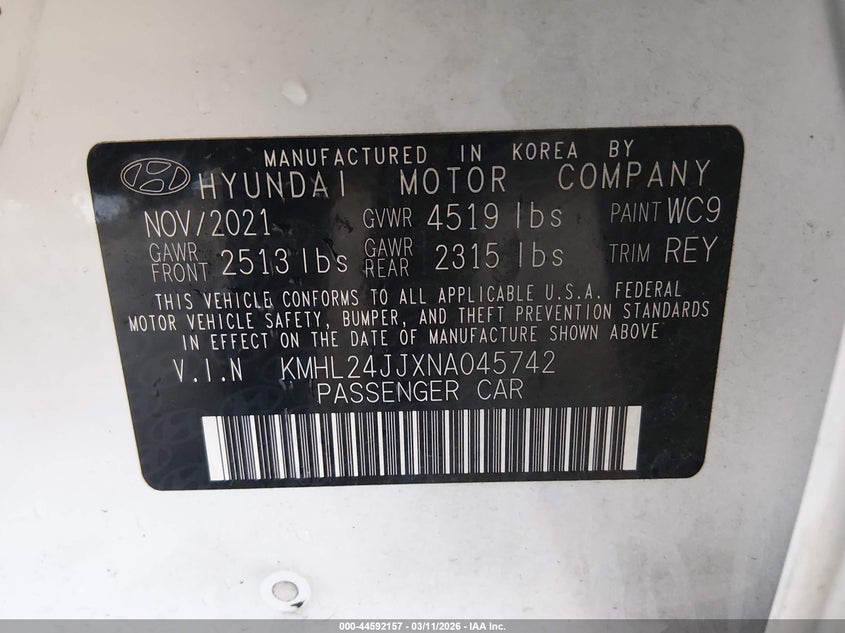 MANUFACTURED IN KOREA BY
HYUNDAI MOTOR COMPANY
NOV/2021 GVWR 4519 lbs PAINT WC9
GAWR FRONT 2513 lbs GAWR REAR 2315 lbs TRIM REY
THIS VEHICLE CONFORMS TO ALL APPLICABLE U.S.A. FEDERAL
MOTOR VEHICLE SAFETY, BUMPER, AND THEFT PREVENTION STANDARDS
IN EFFECT ON THE DATE OF MANUFACTURE SHOWN ABOVE
V.I.N KMHL24JJXNA045742
PASSENGER CAR
000-44592157 - 03/11/2026 - IAA Inc.